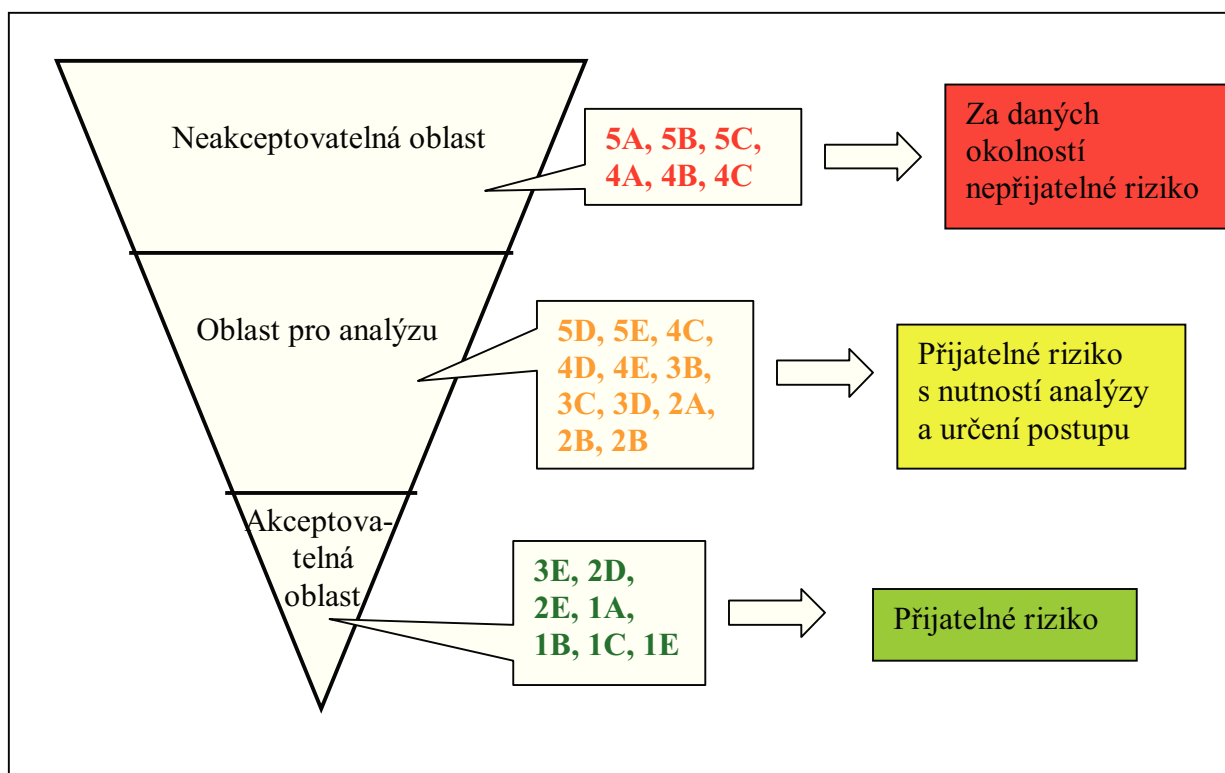 Neakceptovatelná oblast
5A, 5B, 5C,
4A, 4B, 4C
Za daných
okolností
nepřijatelné riziko
Oblast pro analýzu
5D, 5E, 4C,
4D, 4E, 3B,
3C, 3D, 2A,
2B, 2B
Přijatelné riziko
s nutností analýzy
a určení postupu
Akceptova-
telná
oblast
3E, 2D,
2E, 1A,
1B, 1C, 1E
Přijatelné riziko